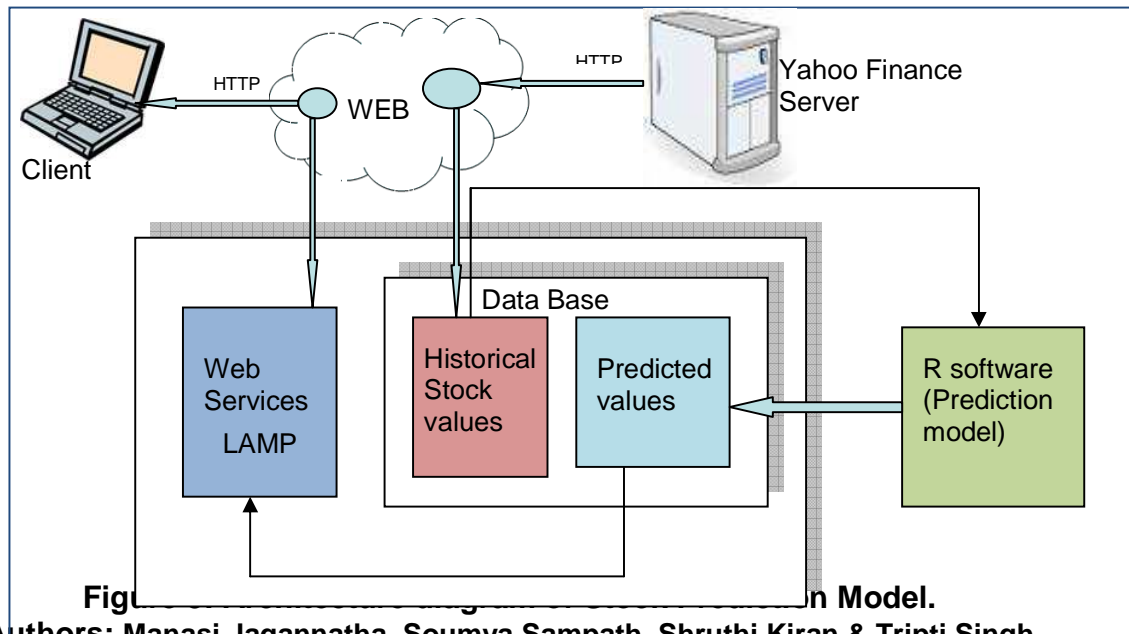 HTTP
WEB
HTTP
Yahoo Finance
Server
Client
Data Base
Web
Services
LAMP
Historical
Stock
values
Predicted
values
R software
(Prediction
model)
Model.
Authors: Manasi Jagannatha, Soumya Sampath, Shruthi Kiran & Tripti Singh